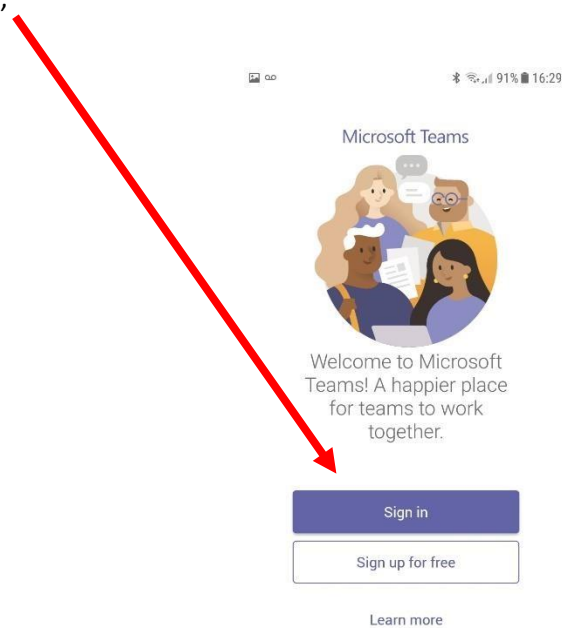 ,
91% 16:29
Microsoft Teams
Welcome to Microsoft
Teams! A happier place
for teams to work
together.
Sign in
Sign up for free
Learn more